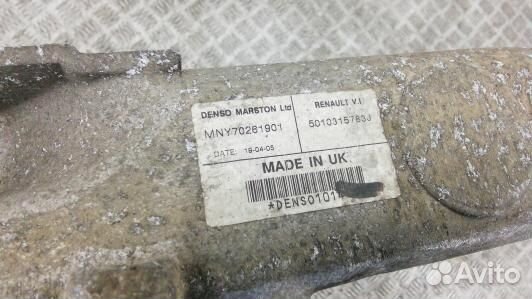 DENSO MARSTON Ltd
RENAULT V.I.
MNY70261901
5010315783J
DATE: 19-04-05
MADE IN UK
*DENSO101
Avito